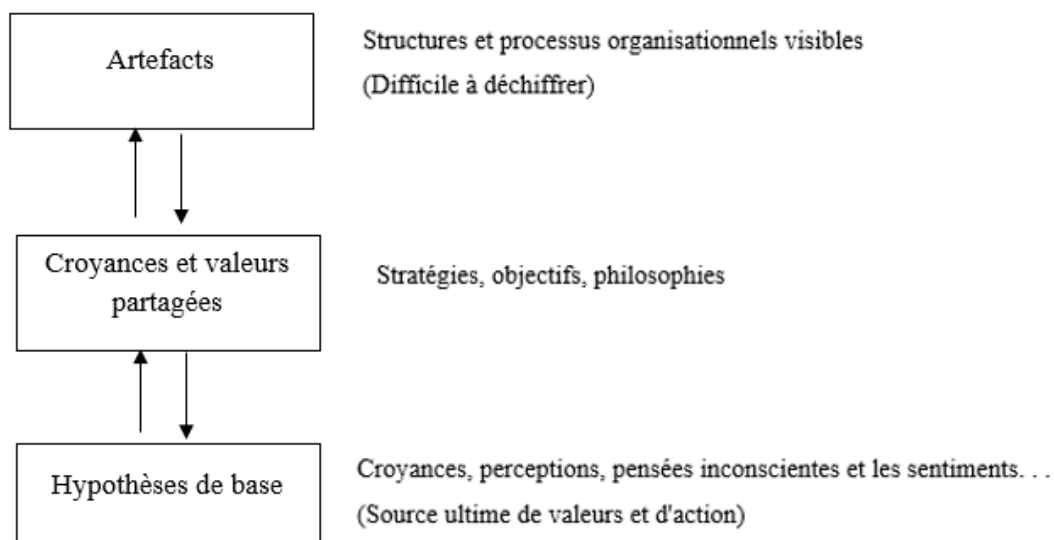 Artefacts
Structures et processus organisationnels visibles
(Difficile à déchiffrer)
Croyances et valeurs
partagées
Stratégies, objectifs, philosophies
Hypothèses de base
Croyances, perceptions, pensées inconscientes et les sentiments. . .
(Source ultime de valeurs et d'action)